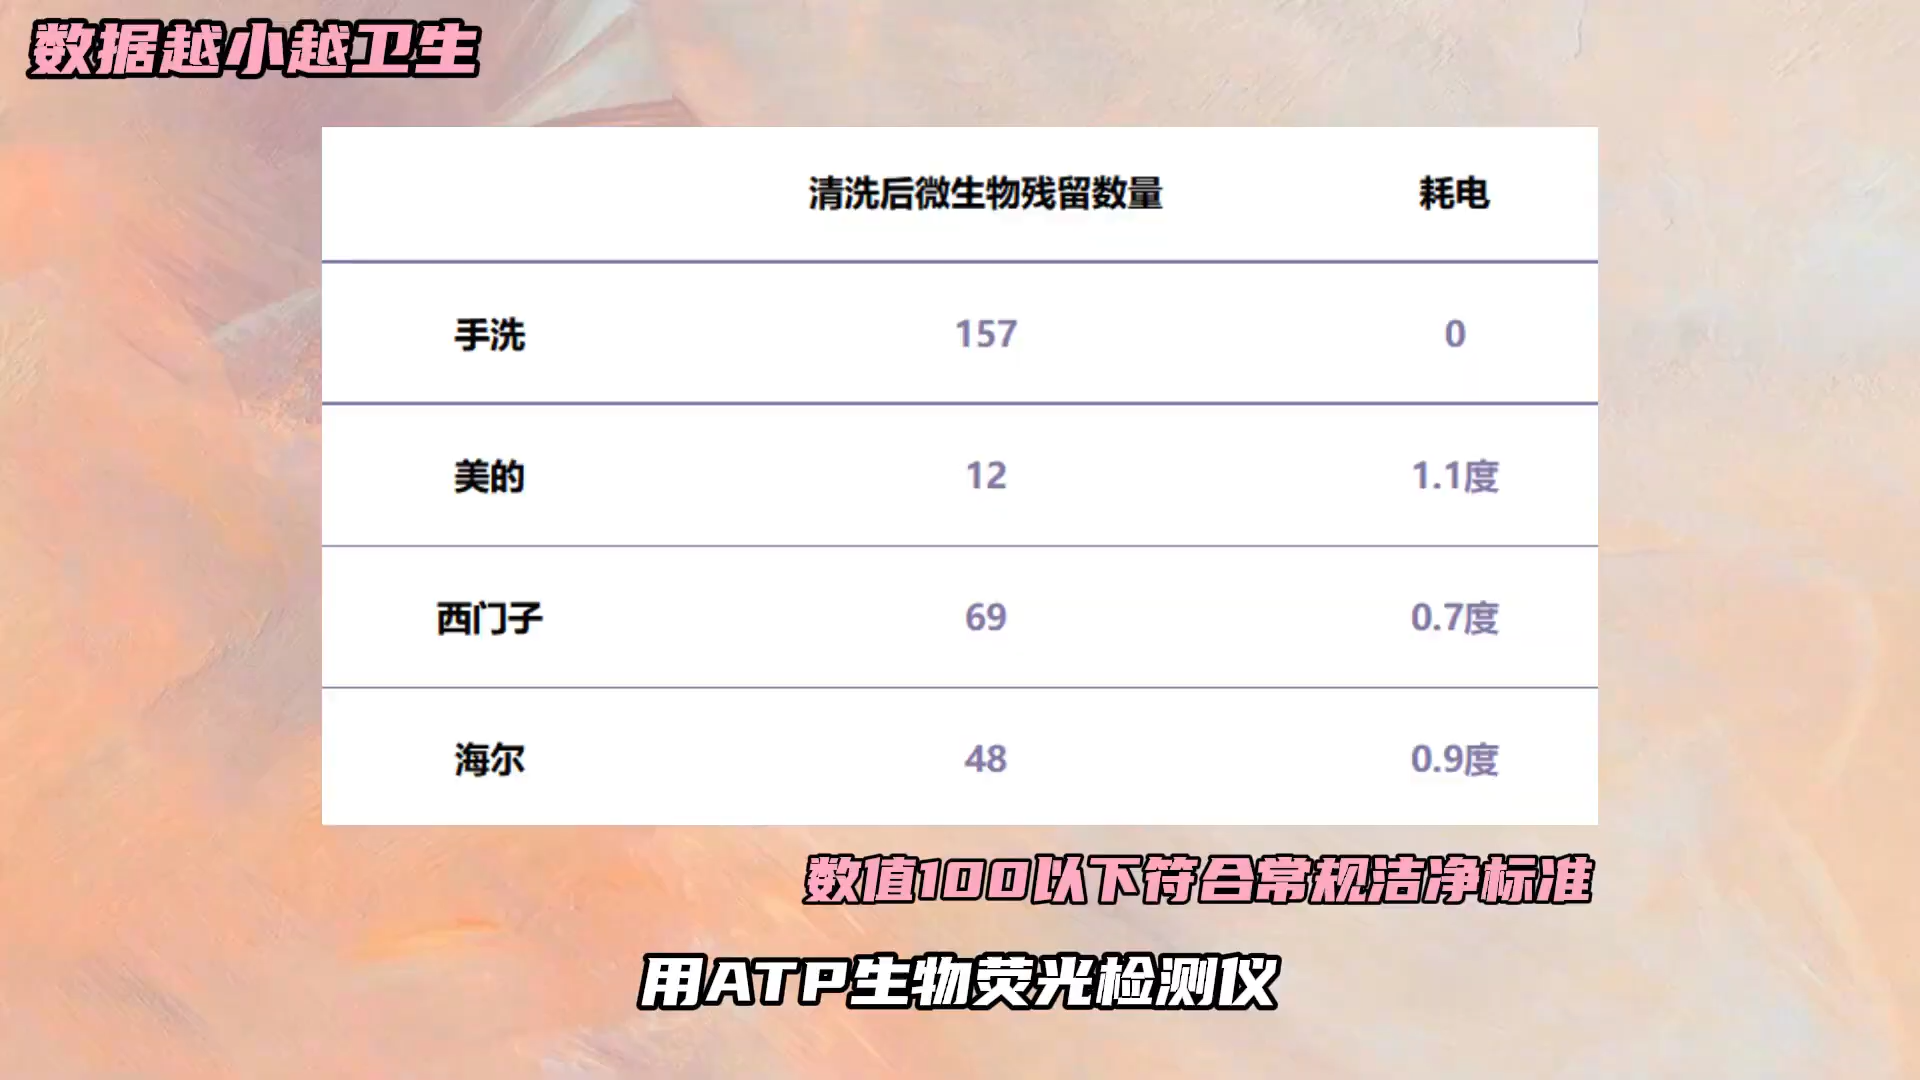 数据越小越卫生
清洗后微生物残留数量 耗电
手洗 157 0
美的 12 1.1度
西门子 69 0.7度
海尔 48 0.9度
数值100以下符合常规洁净标准
用ATP生物荧光检测仪